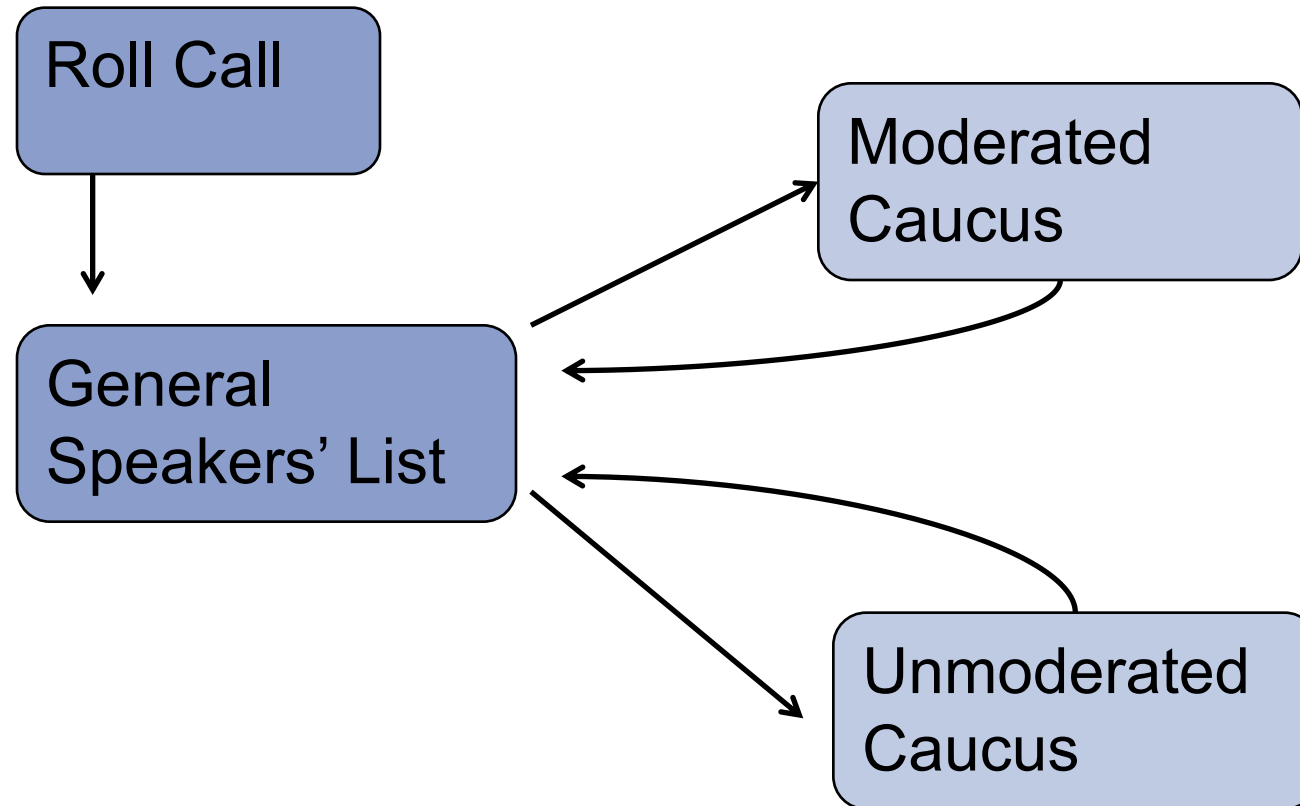 Roll Call
Moderated
Caucus
General
Speakers’ List
Unmoderated
Caucus